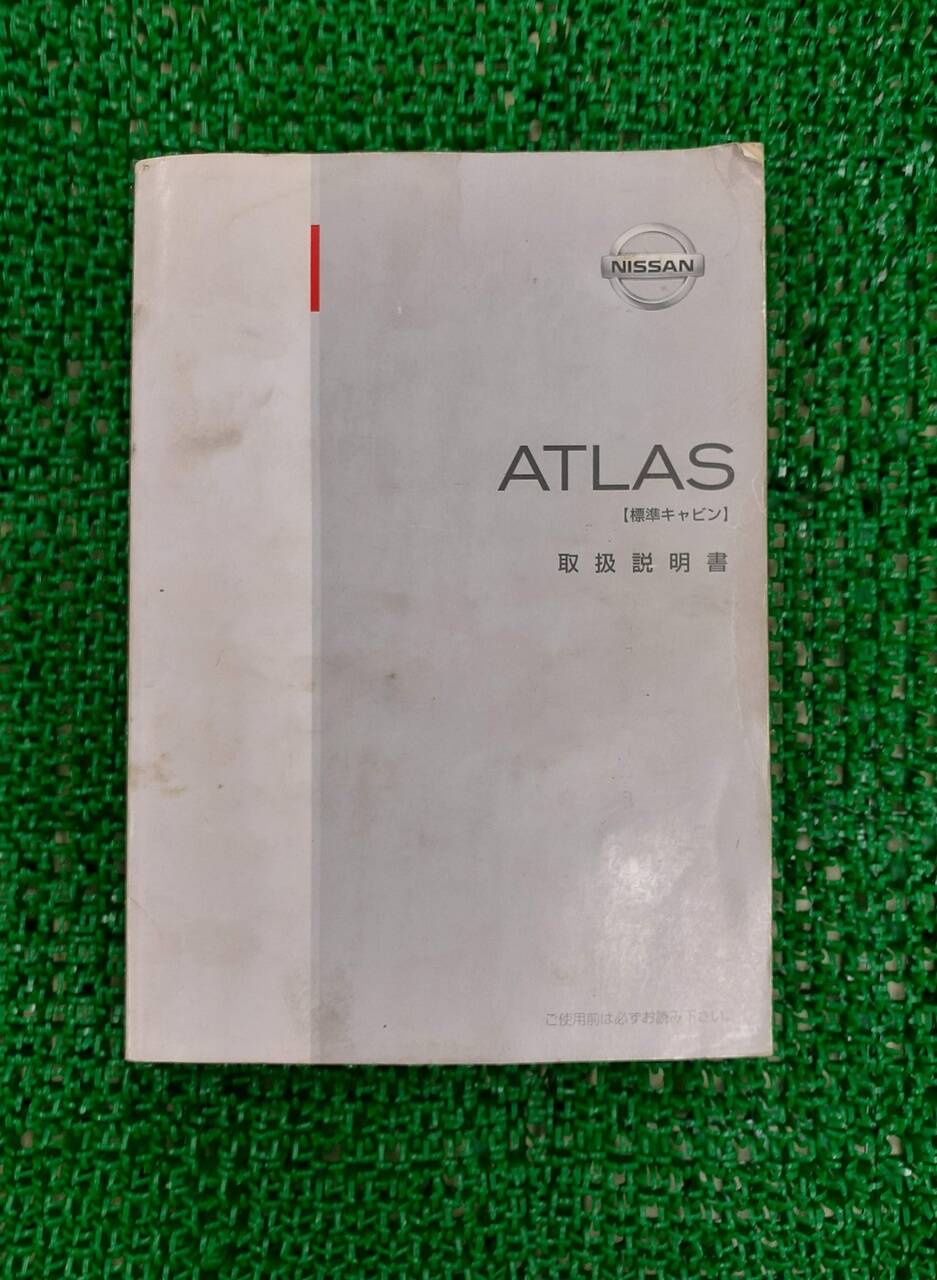 NISSAN
ATLAS
【標準キャビン】
取扱説明書
ご使用前は必ずお読み下さい。